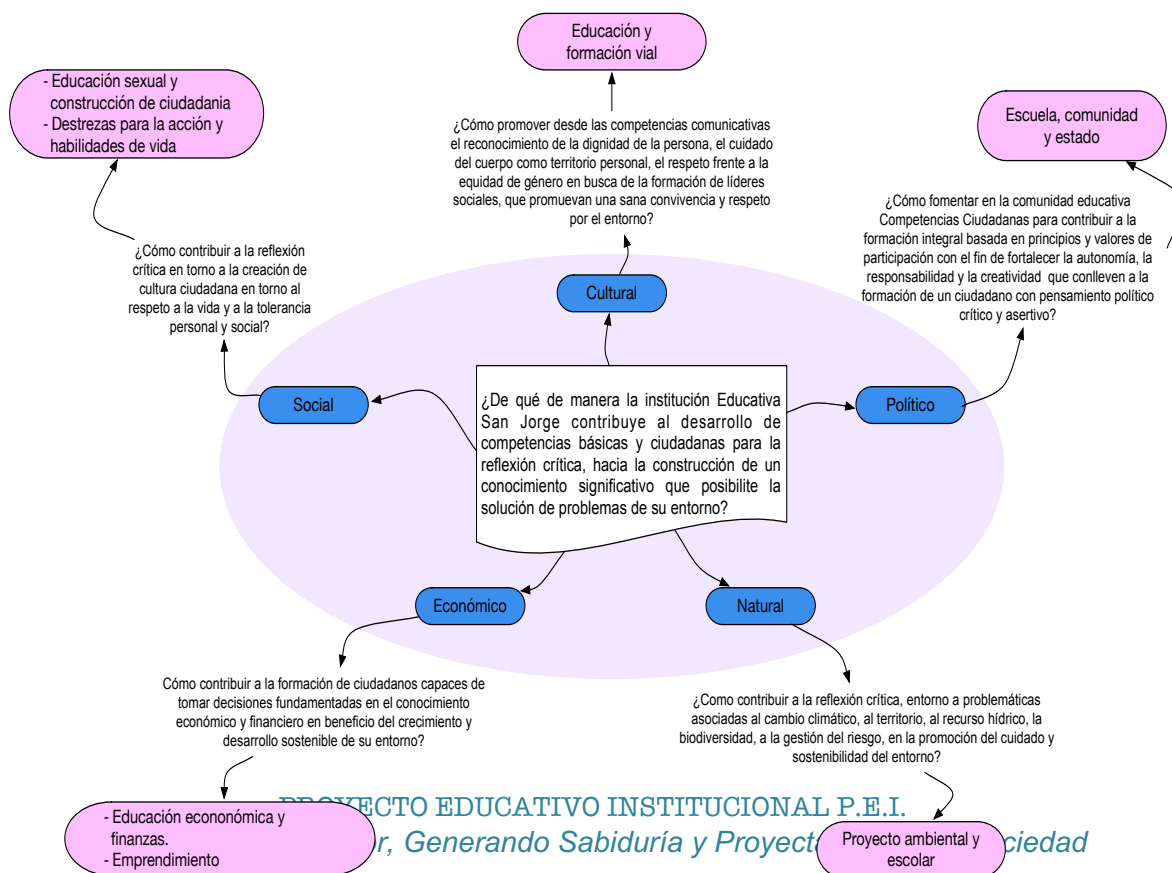 Educación y
formación vial
- Educación sexual y
construcción de ciudadania
- Destrezas para la acción y
habilidades de vida
Escuela, comunidad
y estado
¿Cómo promover desde las competencias comunicativas
el reconocimiento de la dignidad de la persona, el cuidado
del cuerpo como territorio personal, el respeto frente a la
equidad de género en busca de la formación de líderes
sociales, que promuevan una sana convivencia y respeto
por el entorno?
¿Cómo fomentar en la comunidad educativa
Competencias Ciudadanas para contribuir a la
formación integral basada en principios y valores de
participación con el fin de fortalecer la autonomía, la
responsabilidad y la creatividad que conlleven a la
formación de un ciudadano con pensamiento político
crítico y asertivo?
¿Cómo contribuir a la reflexión
crítica en torno a la creación de
cultura ciudadana en torno al
respeto a la vida y a la tolerancia
personal y social?
Cultural
Social
Político
¿De qué de manera la institución Educativa
San Jorge contribuye al desarrollo de
competencias básicas y ciudadanas para la
reflexión crítica, hacia la construcción de un
conocimiento significativo que posibilite la
solución de problemas de su entorno?
Económico
Natural
Cómo contribuir a la formación de ciudadanos capaces de
tomar decisiones fundamentadas en el conocimiento
económico y financiero en beneficio del crecimiento y
desarrollo sostenible de su entorno?
¿Como contribuir a la reflexión crítica, entorno a problemáticas
asociadas al cambio climático, al territorio, al recurso hídrico, la
biodiversidad, a la gestión del riesgo, en la promoción del cuidado y
sostenibilidad del entorno?
PROYECTO EDUCATIVO INSTITUCIONAL P.E.I.
Generando Sabiduría y
- Educación econonómica y
finanzas.
- Emprendimiento
Proyecto ambiental y
escolar